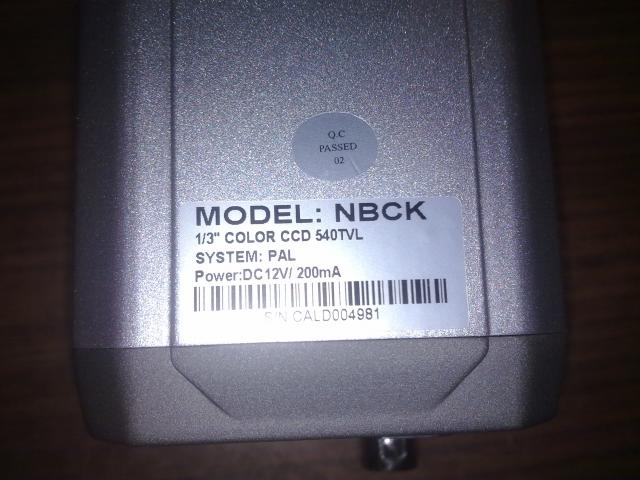 Q.C
PASSED
02
MODEL: NBCK
1/3" COLOR CCD 540TVL
SYSTEM: PAL
Power:DC12V/ 200mA
S/N CALD004981